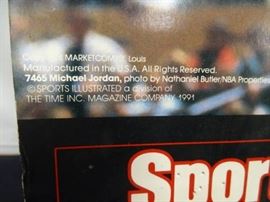 MARKETCOM/ST. Louis
Manufactured in the U.S.A. All Rights Reserved.
7465 Michael Jordan, photo by Nathaniel Butler/NBA Properties
© SPORTS ILLUSTRATED a division of
THE TIME INC. MAGAZINE COMPANY 1991
Spor